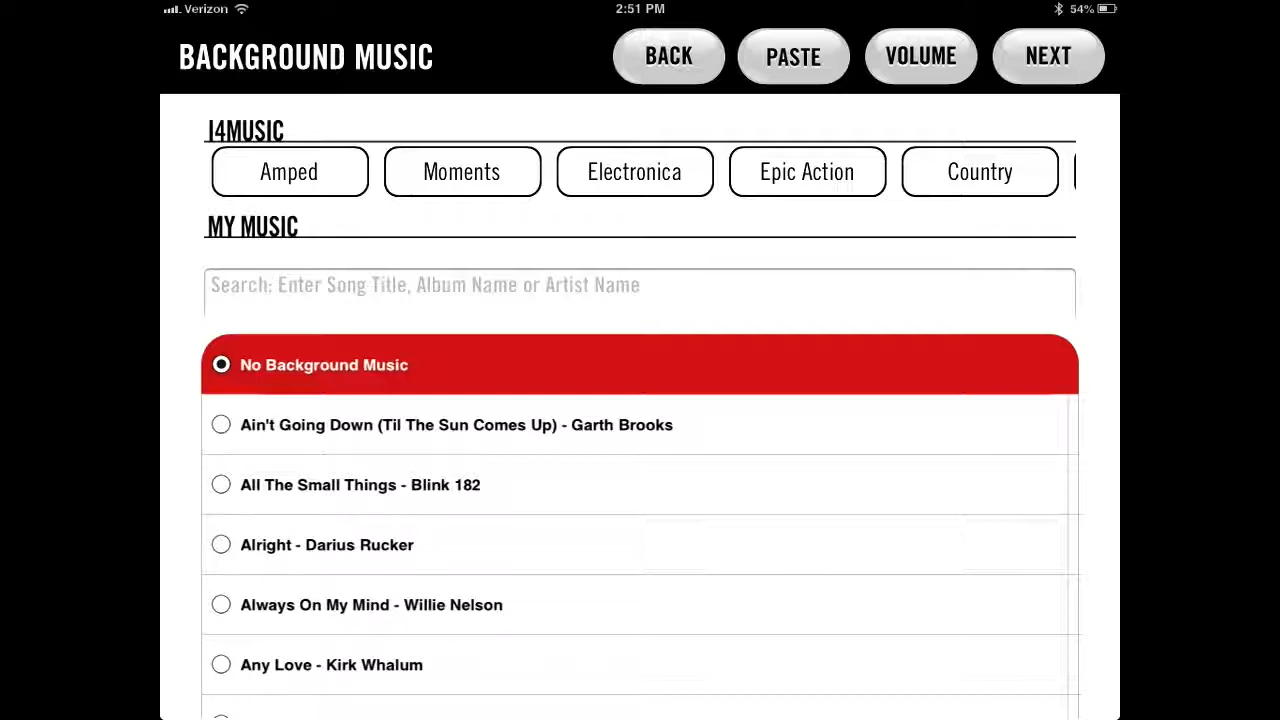 Verizon 2:51 PM 54%
BACKGROUND MUSIC BACK PASTE VOLUME NEXT
I4MUSIC
Amped Moments Electronica Epic Action Country
MY MUSIC
Search: Enter Song Title, Album Name or Artist Name
No Background Music
Ain't Going Down (Til The Sun Comes Up) - Garth Brooks
All The Small Things - Blink 182
Alright - Darius Rucker
Always On My Mind - Willie Nelson
Any Love - Kirk Whalum